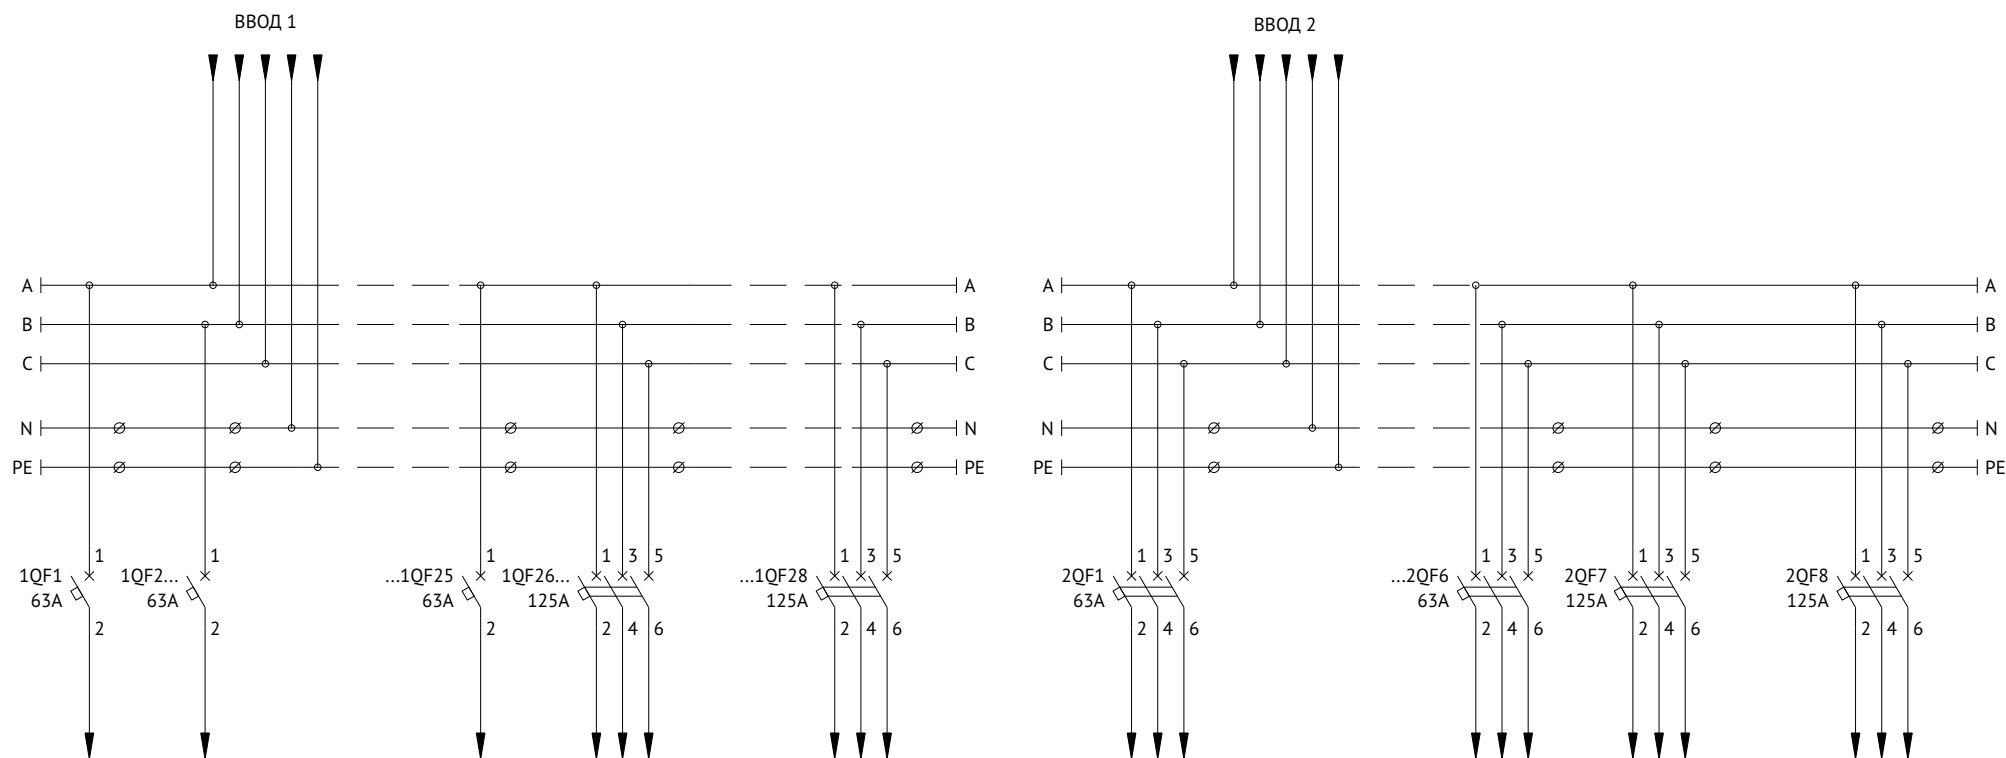 ВВОД 1
ВВОД 2
A A A A
B B B B
C C C C
N N N N
PE PE PE PE
1 1 1 1 3 5 1 3 5 1 3 5 1 3 5 1 3 5 1 3 5
1QF1 1QF2... ...1QF25 1QF26... ...1QF28 2QF1 ...2QF6 2QF7 2QF8
63A 63A 63A 125A 125A 63A 63A 125A 125A
2 2 2 2 4 6 2 4 6 2 4 6 2 4 6 2 4 6 2 4 6